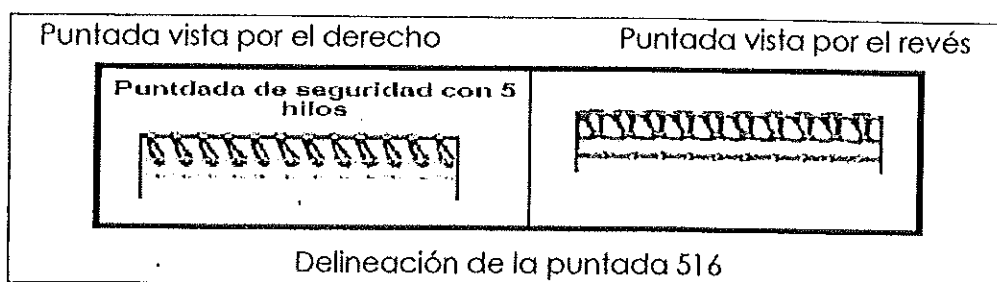 Puntada vista por el derecho
Puntada vista por el revés
Puntdada de seguridad con 5
hilos
Delineación de la puntada 516